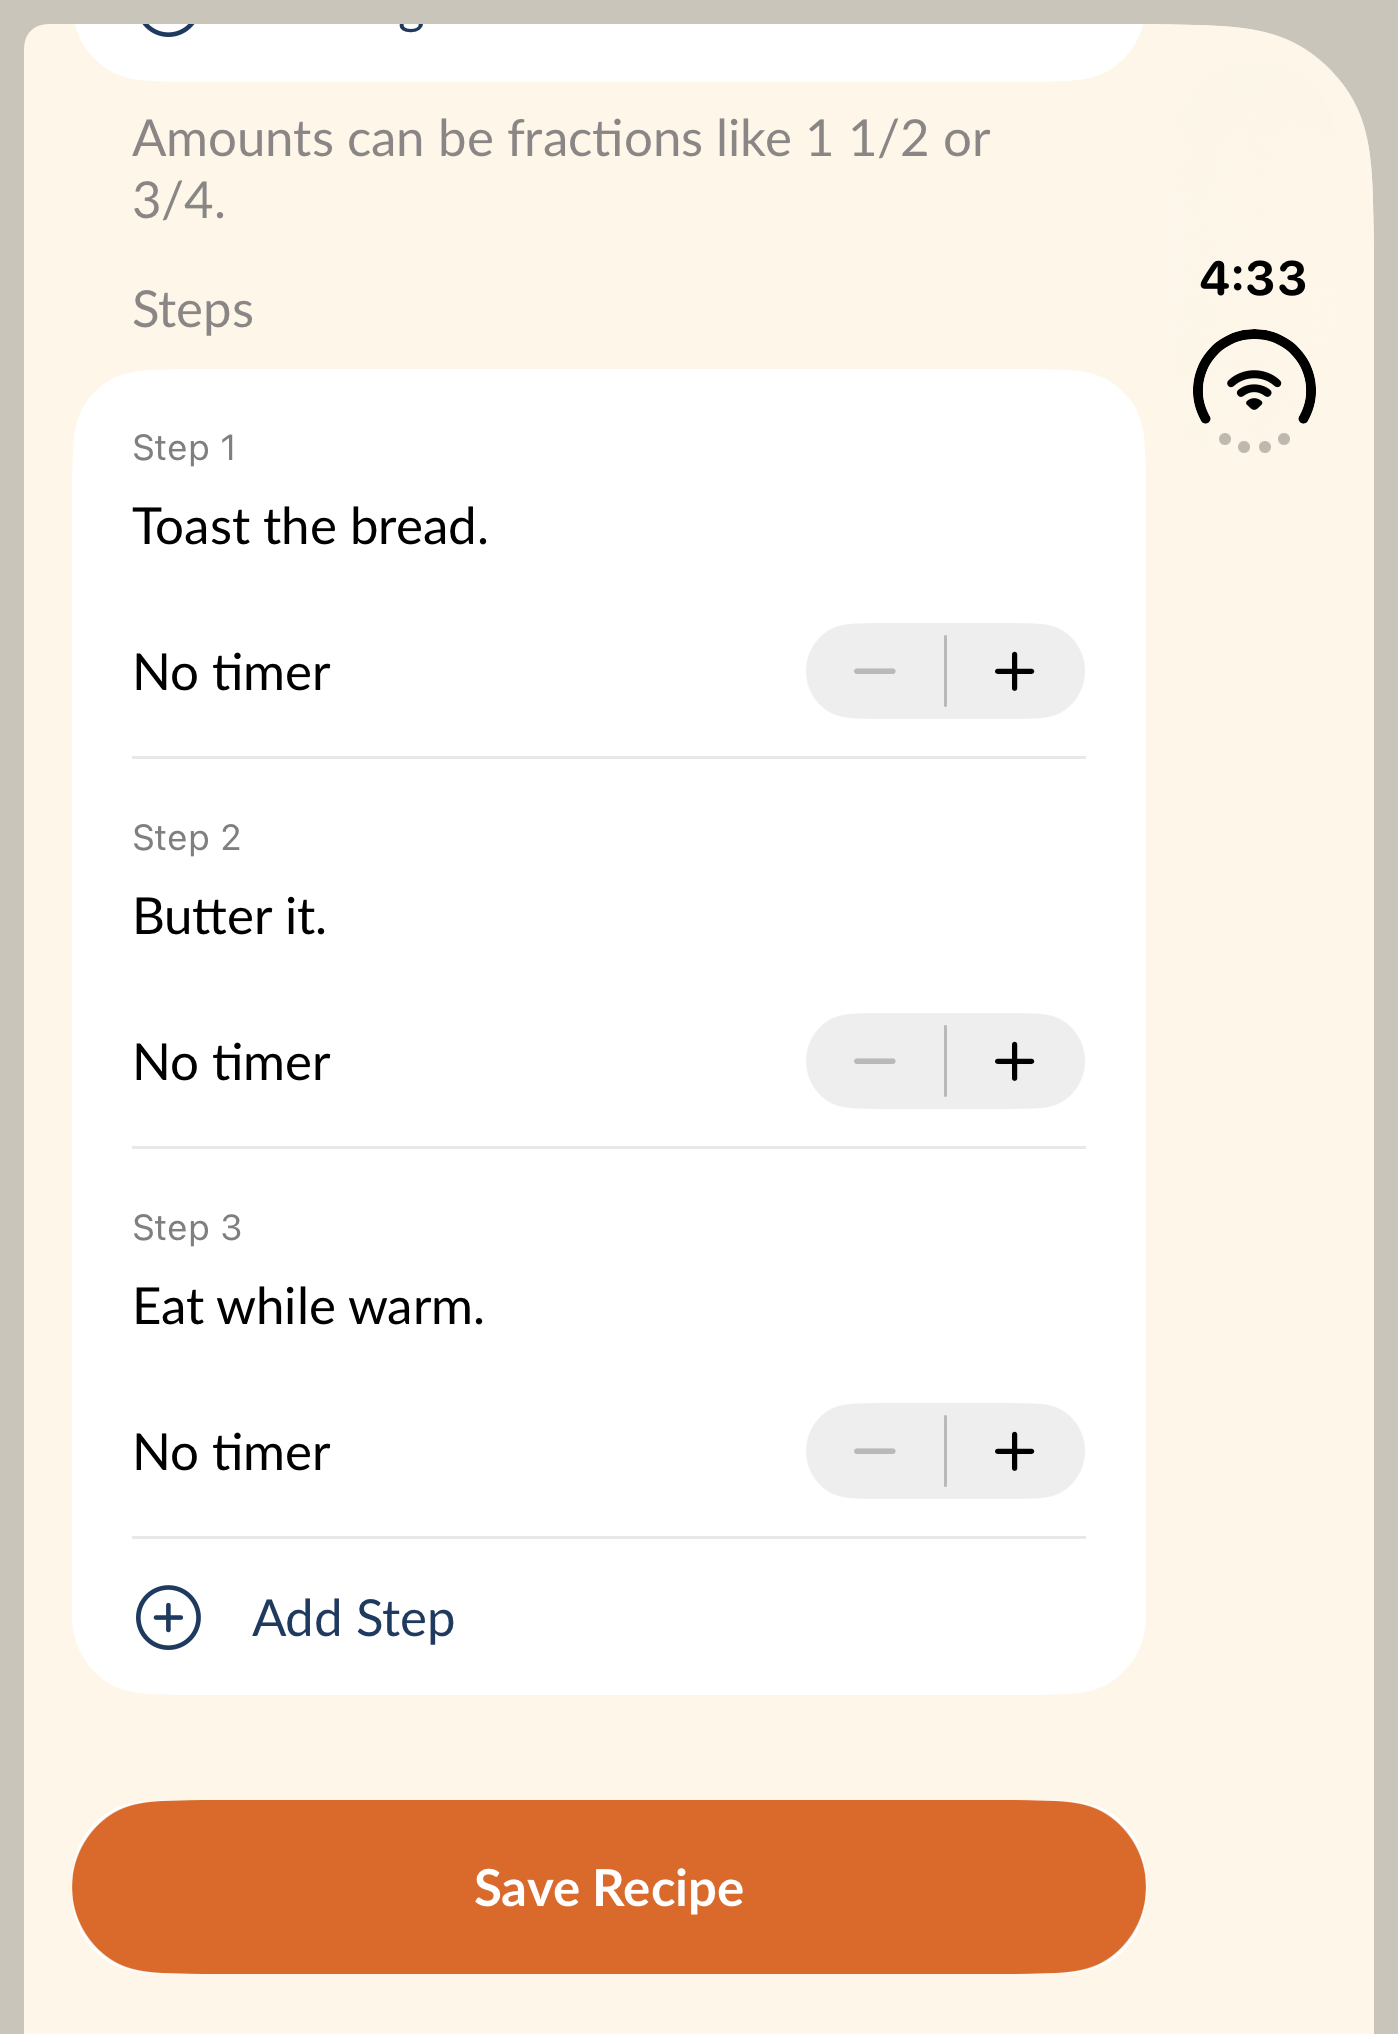 Amounts can be fractions like 1 1/2 or
3/4.
Steps
4:33
Step 1
Toast the bread.
No timer
Step 2
Butter it.
No timer
Step 3
Eat while warm.
No timer
Add Step
Save Recipe